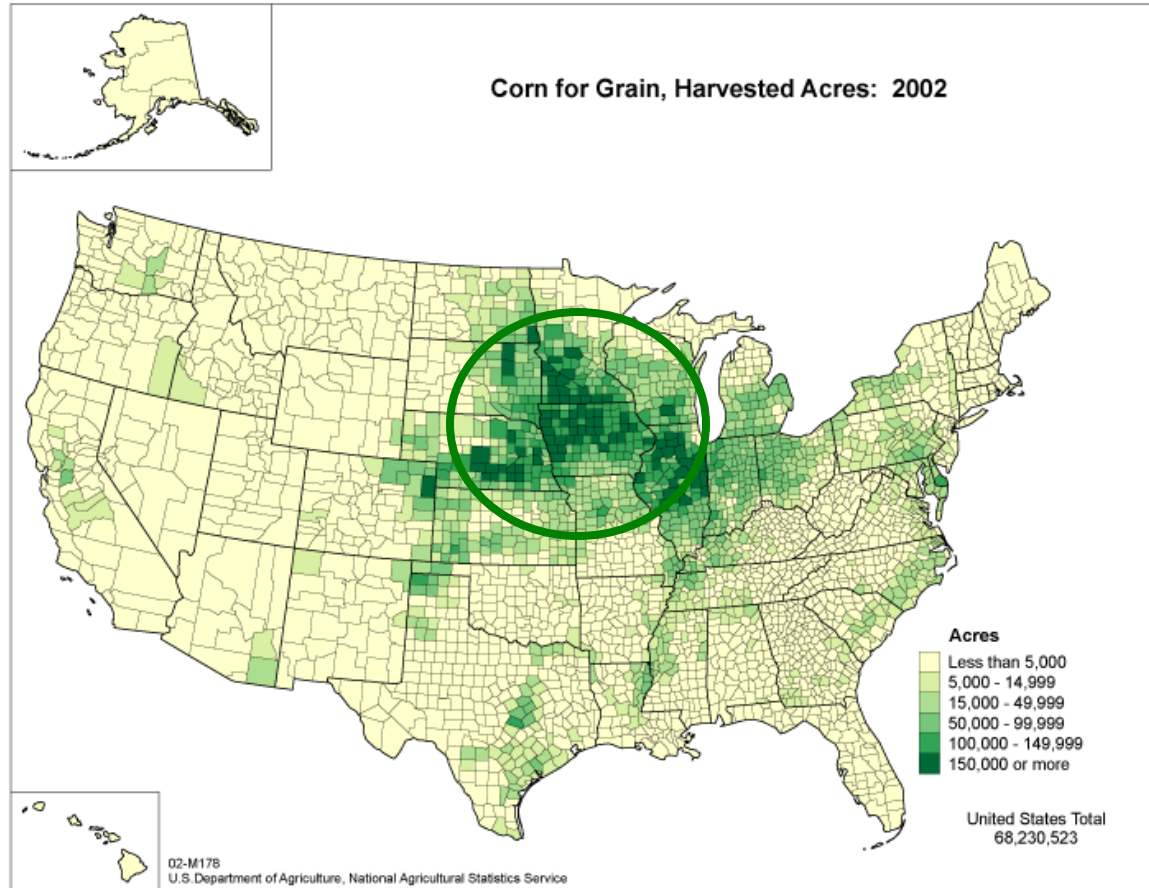 Corn for Grain, Harvested Acres: 2002
Acres
Less than 5,000
5,000 - 14,999
15,000 - 49,999
50,000 - 99,999
100,000 - 149,999
150,000 or more
United States Total
68,230,523
02-M178
U.S.Department of Agriculture, National Agricultural Statistics Service